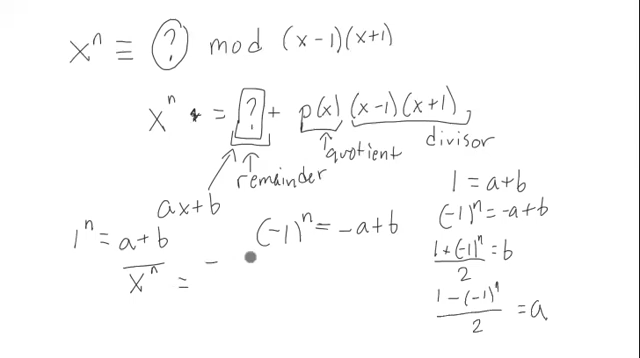 xⁿ ≡ ? mod (x-1)(x+1)
xⁿ = ? + p(x) (x-1)(x+1)
quotient
divisor
remainder
ax+b
1ⁿ = a+b
(-1)ⁿ = -a+b
xⁿ = -
1 = a+b
(-1)ⁿ = -a+b
1+(-1)ⁿ/2 = b
1-(-1)ⁿ/2 = a